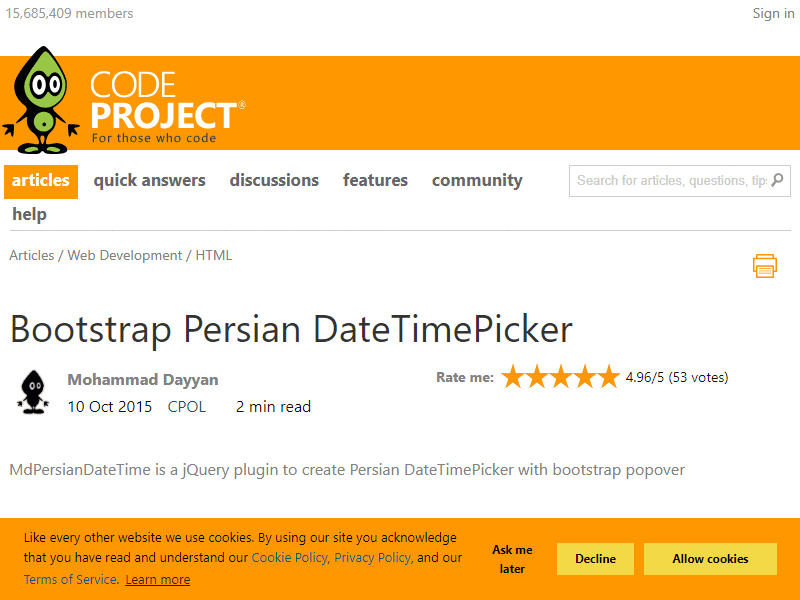 15,685,409 members
Sign in
CODE
PROJECT®
For those who code
articles quick answers discussions features community
Search for articles, questions, tips
help
Articles / Web Development / HTML
Bootstrap Persian DateTimePicker
Mohammad Dayyan
Rate me: 4.96/5 (53 votes)
10 Oct 2015 CPOL 2 min read
MdPersianDateTime is a jQuery plugin to create Persian DateTimePicker with bootstrap popover
Like every other website we use cookies. By using our site you acknowledge
that you have read and understand our Cookie Policy, Privacy Policy, and our
Terms of Service. Learn more
Ask me
later
Decline
Allow cookies